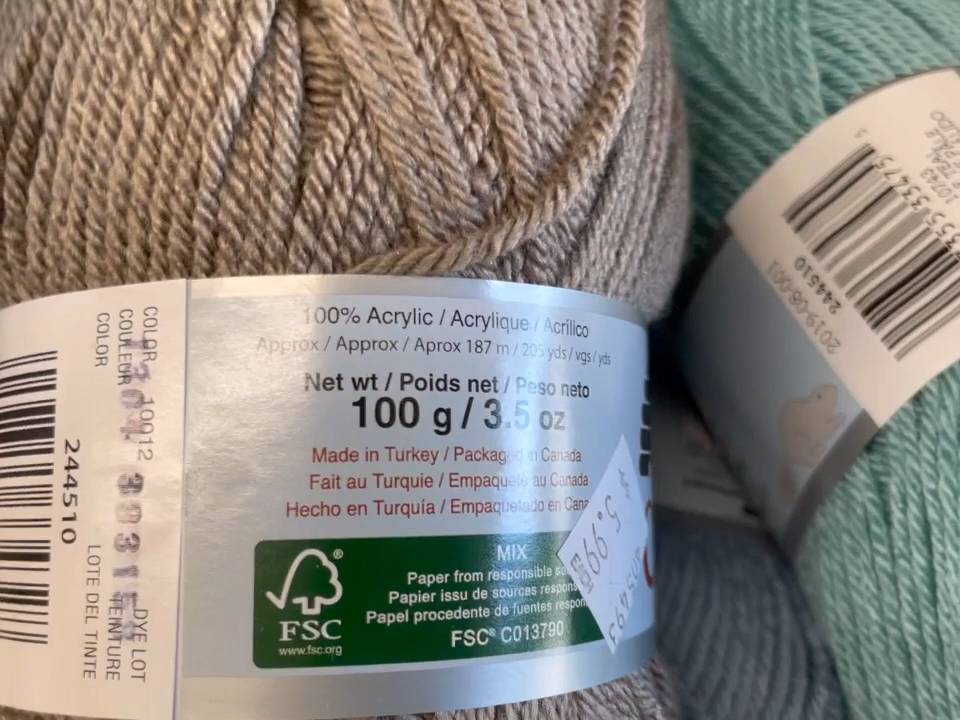 100% Acrylic / Acrylique / Acrílico
Approx / Approx / Aprox 187 m / 205 yds / vgs / yds
Net wt / Poids net / Peso neto
100 g / 3.5 oz
Made in Turkey / Packaged in Canada
Fait au Turquie / Empaqueté au Canada
Hecho en Turquía / Empaquetado en Cana
MIX
Paper from responsible
Papier issu de sources
Papel procedente de fuentes
FSC® C013790
®
FSC
www.fsc.org
$ 5.99
COLOR
COULEUR 10012
COLOR
DYE LOT
TEINTURE
LOTE DEL TINTE
244510
244510
2019-06-001